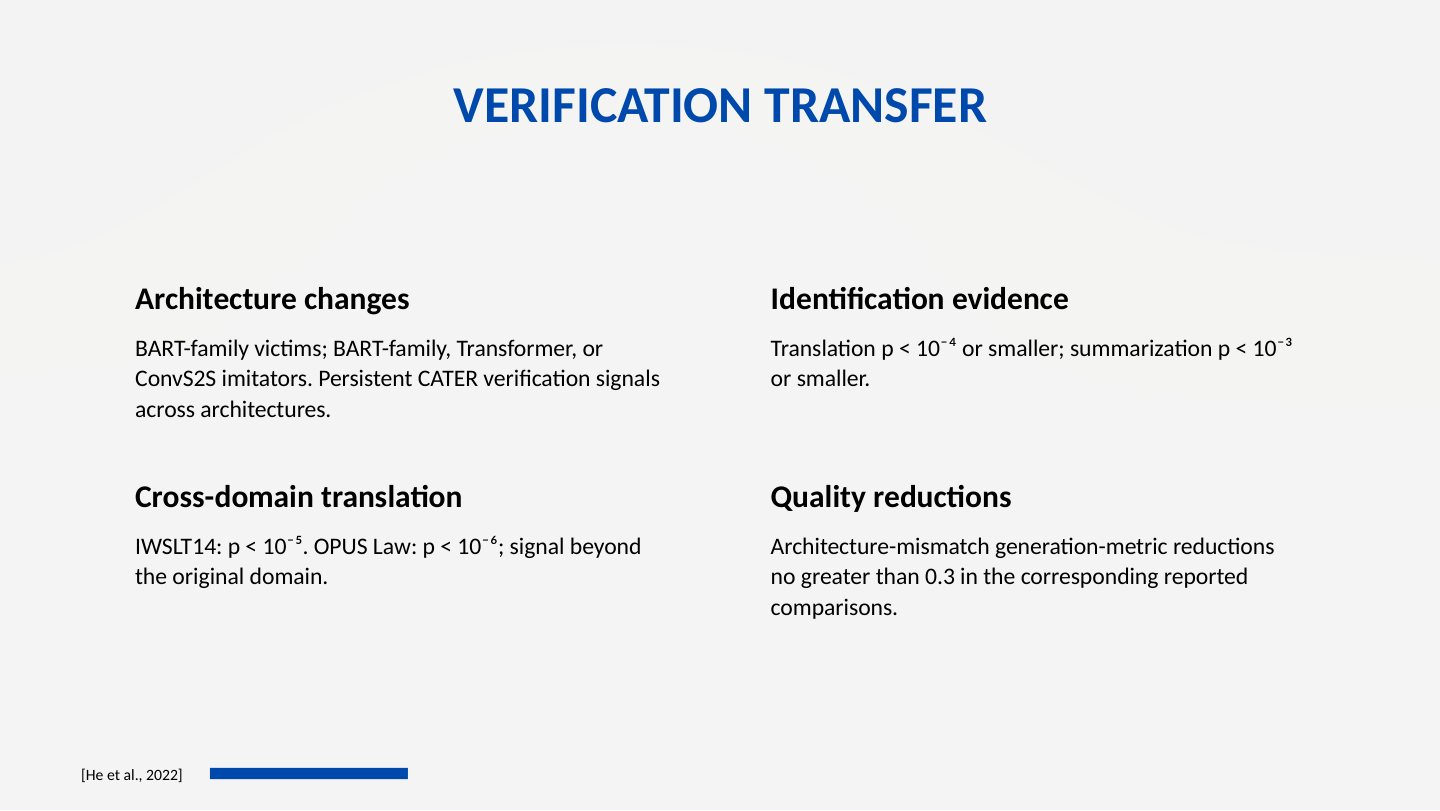 VERIFICATION TRANSFER
Architecture changes
BART-family victims; BART-family, Transformer, or
ConvS2S imitators. Persistent CATER verification signals
across architectures.
Identification evidence
Translation p < 10⁻⁴ or smaller; summarization p < 10⁻³
or smaller.
Cross-domain translation
IWSLT14: p < 10⁻⁵. OPUS Law: p < 10⁻⁶; signal beyond
the original domain.
Quality reductions
Architecture-mismatch generation-metric reductions
no greater than 0.3 in the corresponding reported
comparisons.
[He et al., 2022]